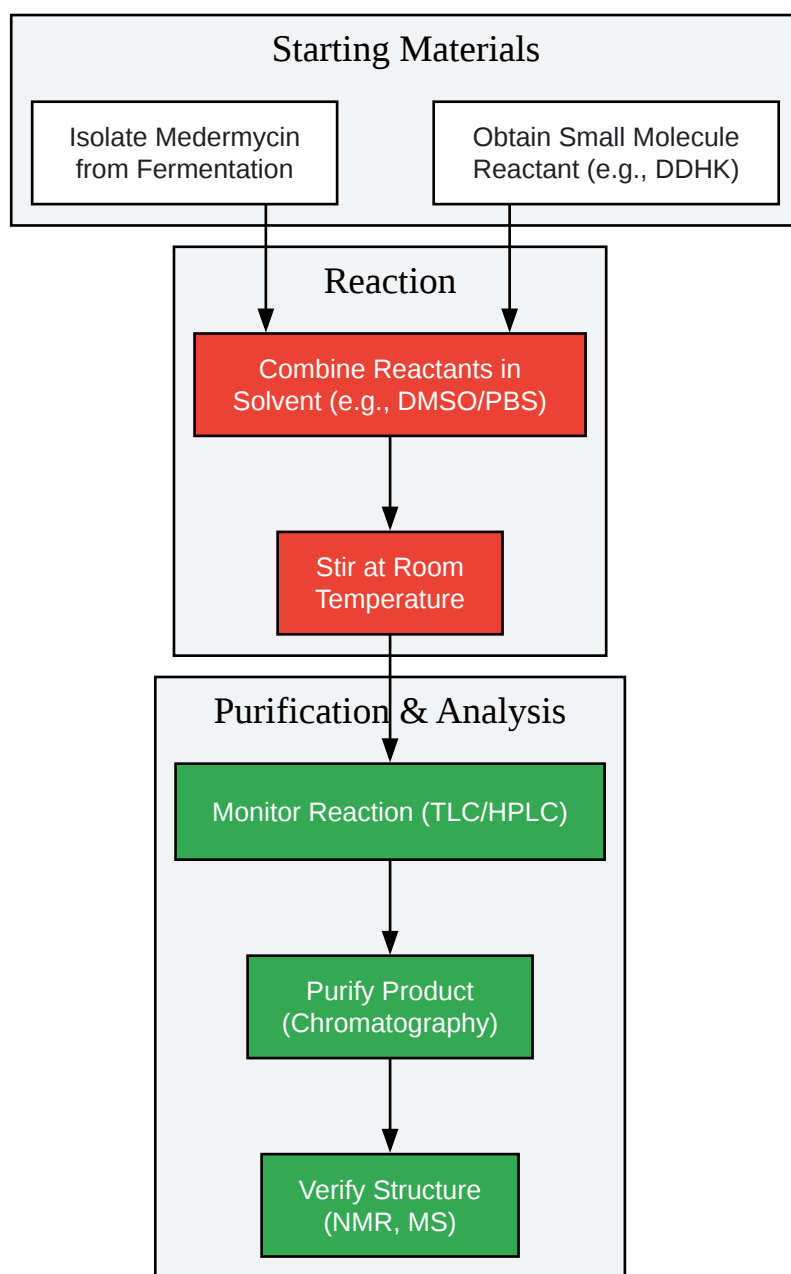 Starting Materials
Isolate Medermycin
from Fermentation
Obtain Small Molecule
Reactant (e.g., DDHK)
Reaction
Combine Reactants in
Solvent (e.g., DMSO/PBS)
Stir at Room
Temperature
Purification & Analysis
Monitor Reaction (TLC/HPLC)
Purify Product
(Chromatography)
Verify Structure
(NMR, MS)